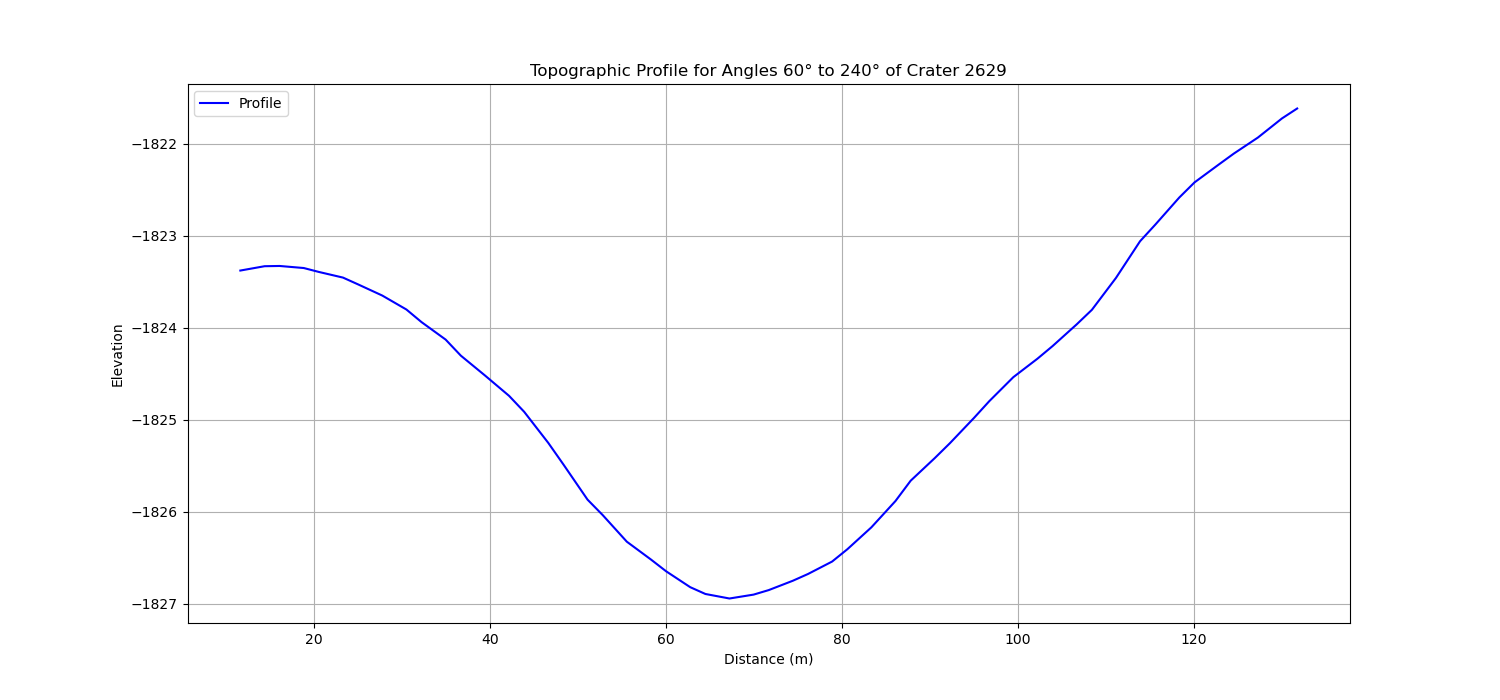 Topographic Profile for Angles 60° to 240° of Crater 2629
Profile
Elevation
−1822
−1823
−1824
−1825
−1826
−1827
20 40 60 80 100 120
Distance (m)